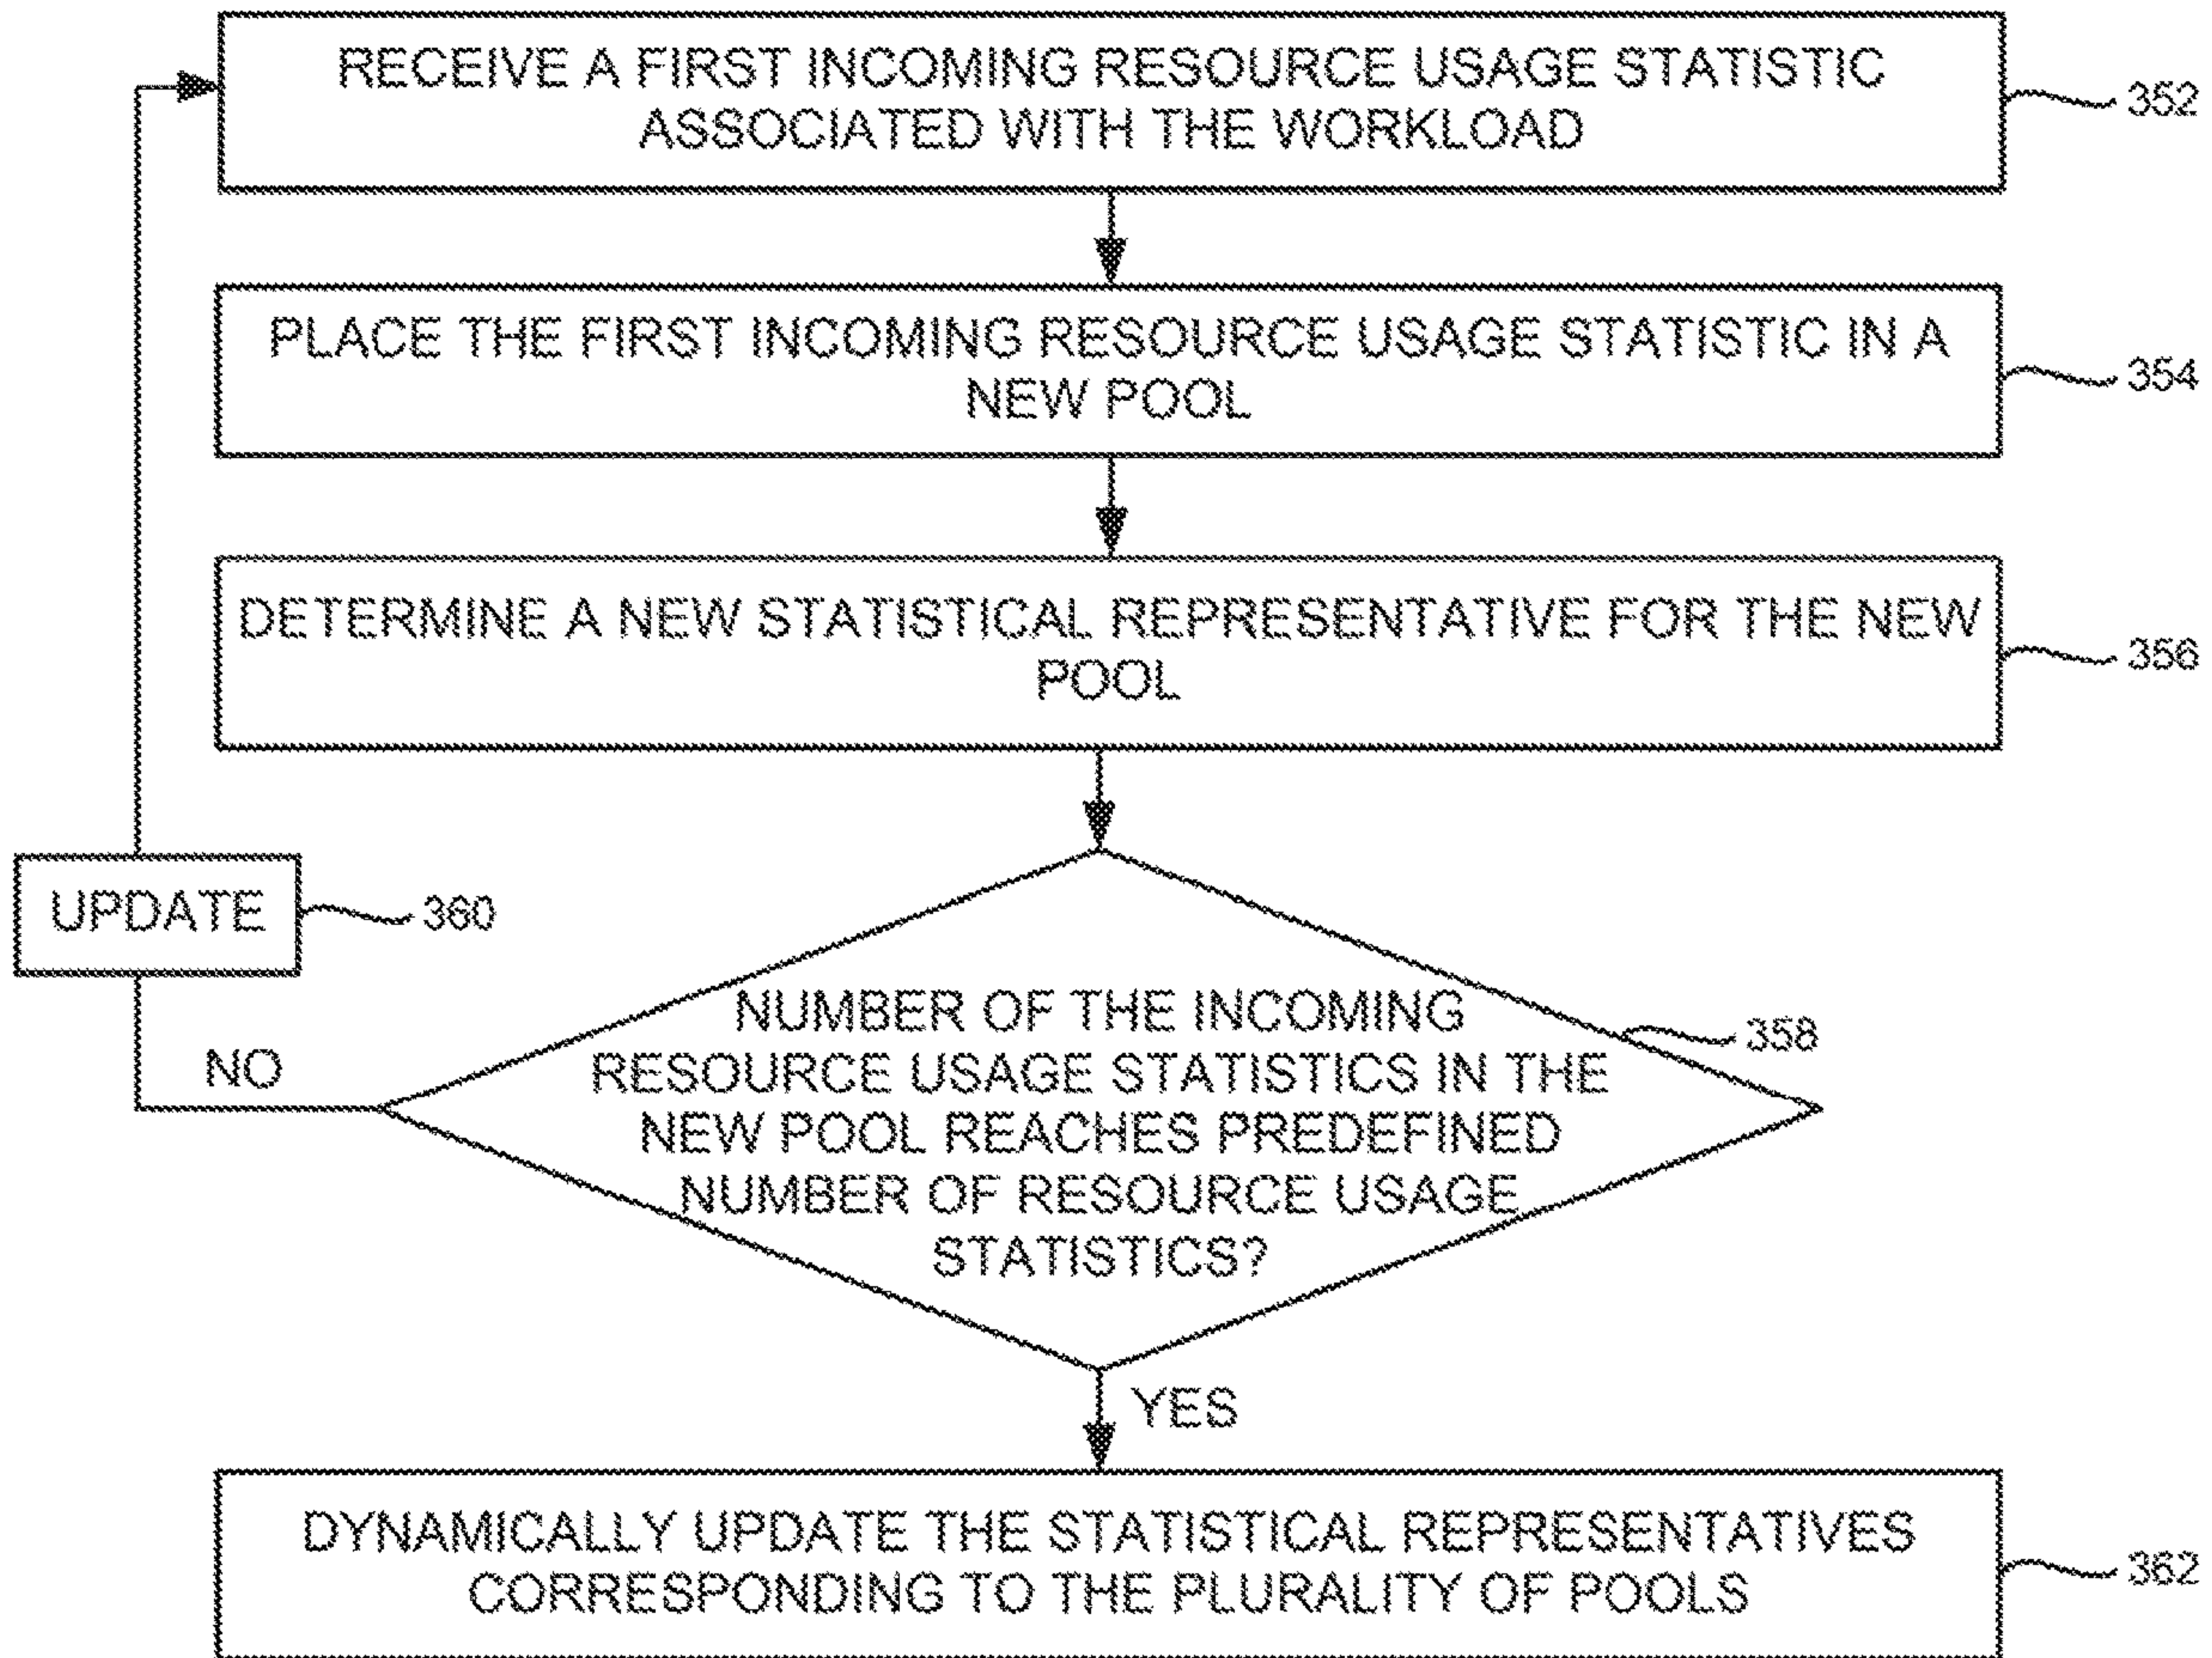 RECEIVE A FIRST INCOMING RESOURCE USAGE STATISTIC
ASSOCIATED WITH THE WORKLOAD
352
PLACE THE FIRST INCOMING RESOURCE USAGE STATISTIC IN A
NEW POOL
354
DETERMINE A NEW STATISTICAL REPRESENTATIVE FOR THE NEW
POOL
356
UPDATE
360
NO
NUMBER OF THE INCOMING
RESOURCE USAGE STATISTICS IN THE
NEW POOL REACHES PREDEFINED
NUMBER OF RESOURCE USAGE
STATISTICS?
358
YES
DYNAMICALLY UPDATE THE STATISTICAL REPRESENTATIVES
CORRESPONDING TO THE PLURALITY OF POOLS
362